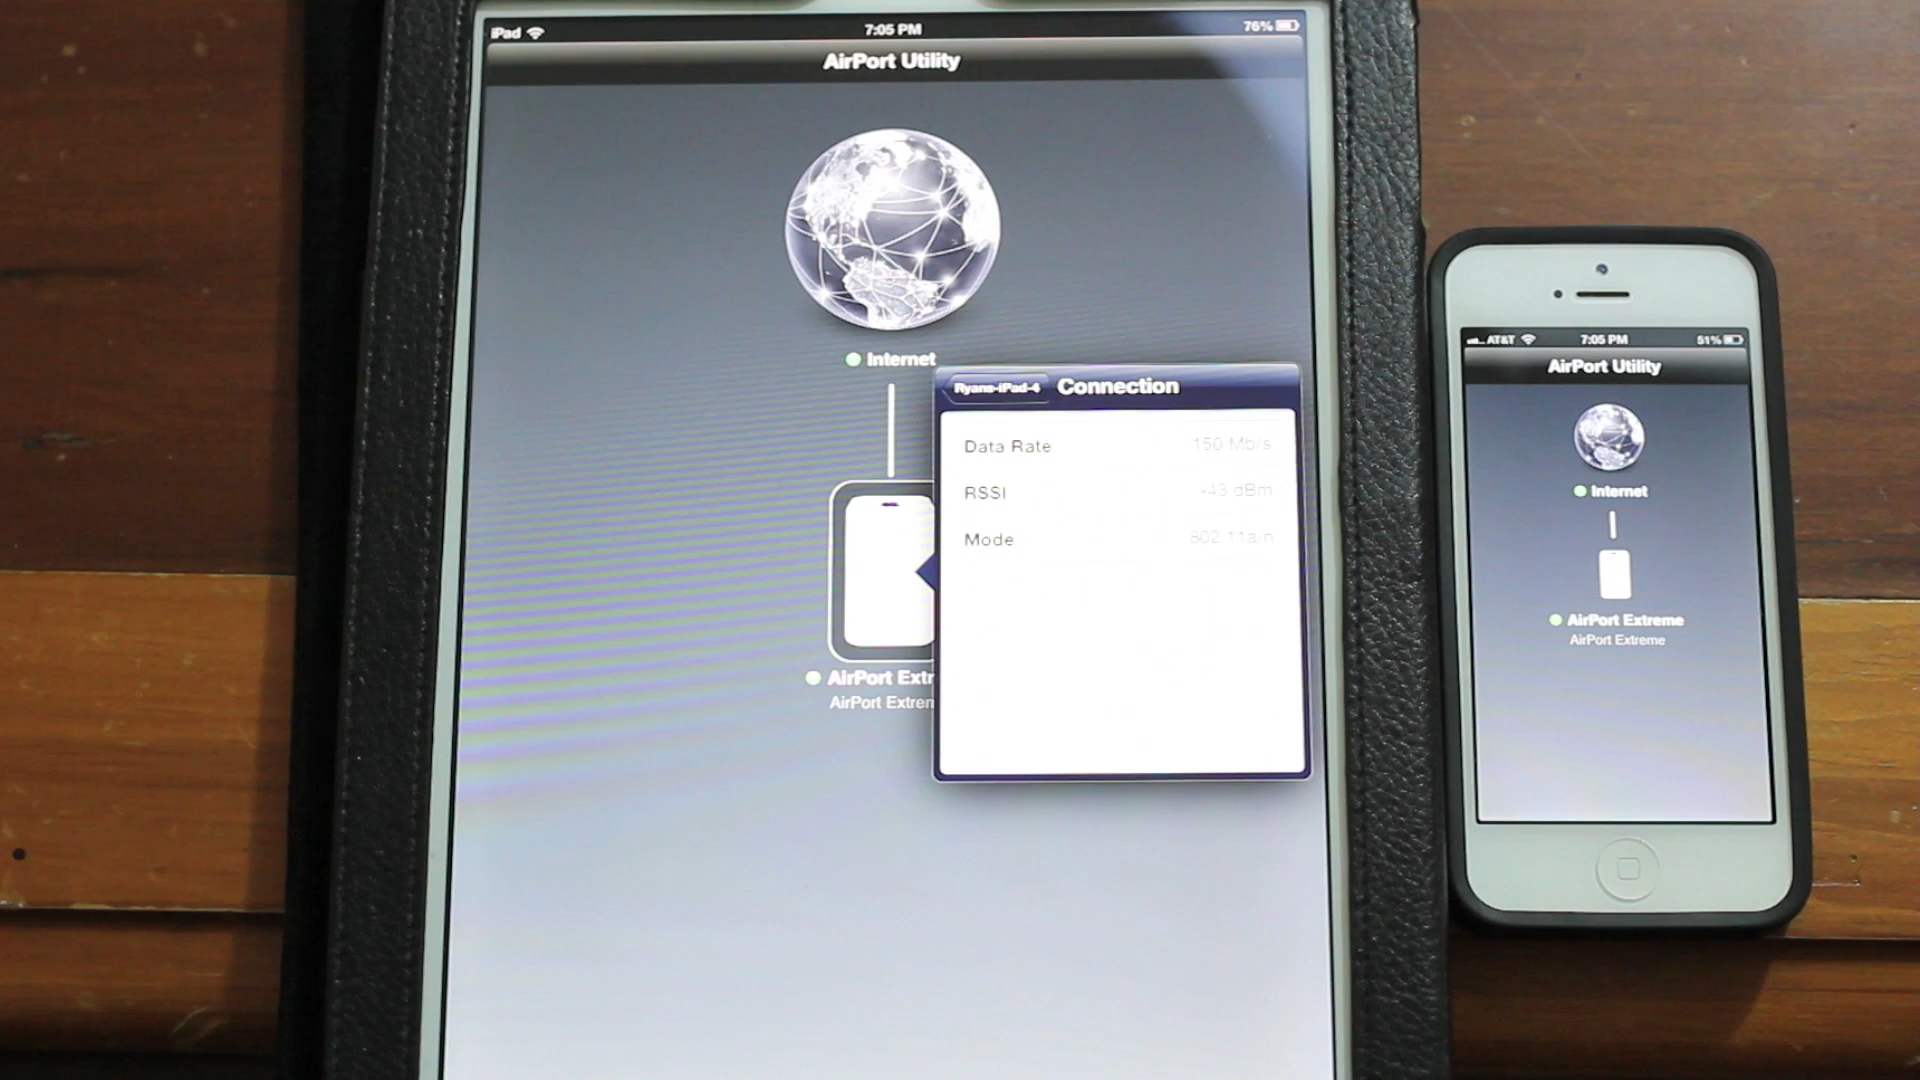 iPad 7:05 PM 76%
AirPort Utility
Internet
Ryans-iPad-4 Connection
Data Rate 150 Mb/s
RSSI -43 dBm
Mode 802.11a/n
AirPort Extr
AirPort Extrem
AT&T 7:05 PM 51%
AirPort Utility
Internet
AirPort Extreme
AirPort Extreme